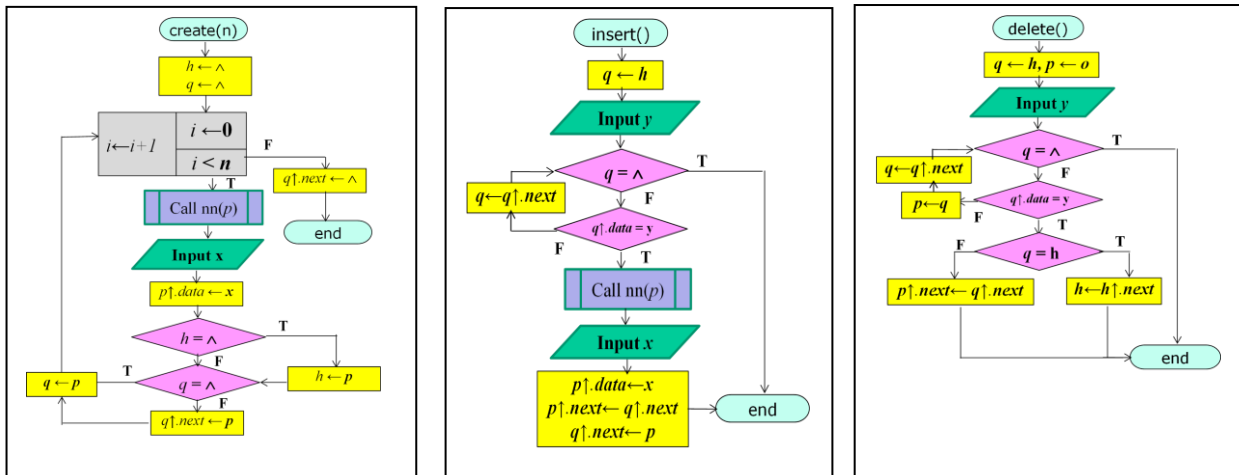 create(n)
h ← ∧
q ← ∧
i←i+1
i ←0
i < n
F
T
q↑.next ← ∧
end
Call nn(p)
Input x
p↑.data ← x
h = ∧
T
F
h ← p
q = ∧
T
F
q ← p
q↑.next ← p
insert()
q ← h
Input y
q = ∧
T
F
q←q↑.next
q↑.data = y
F
T
Call nn(p)
Input x
p↑.data←x
p↑.next← q↑.next
q↑.next← p
end
delete()
q ← h, p ← o
Input y
q = ∧
T
F
q←q↑.next
p←q
q↑.data = y
F
T
q = h
F
T
p↑.next← q↑.next
h←h↑.next
end